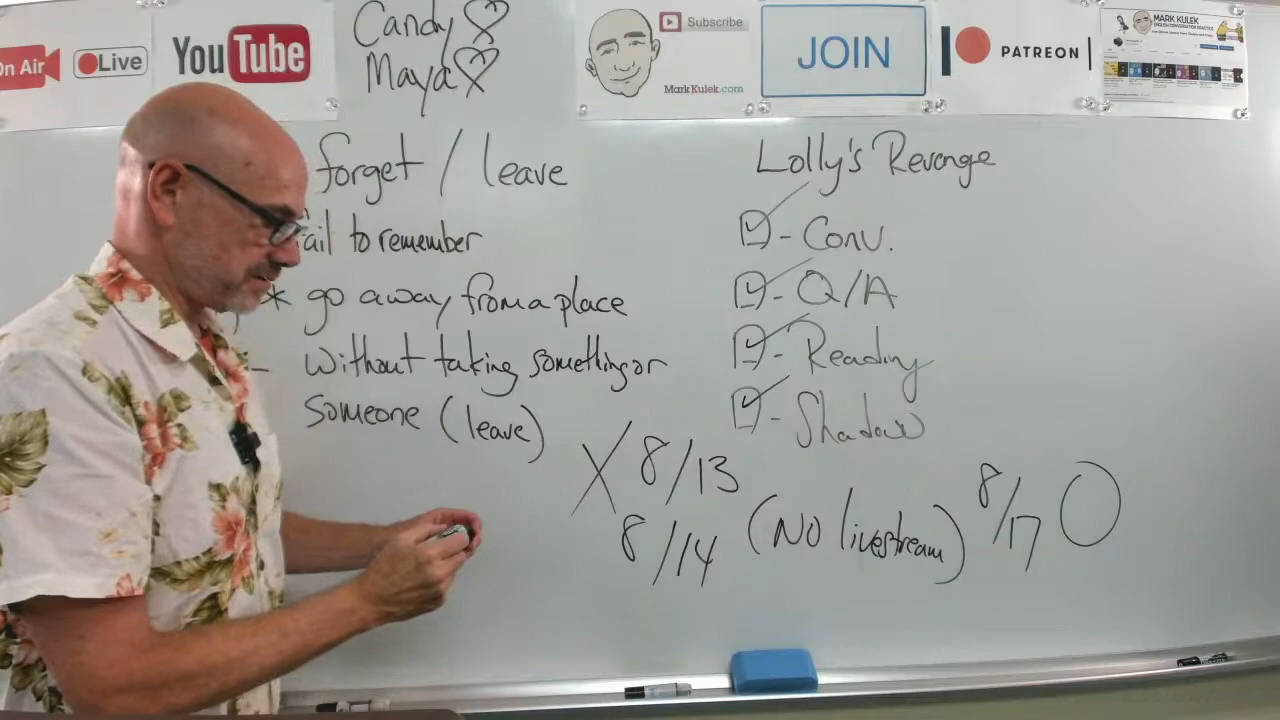 On Air
Live
YouTube
Candy
Maya
Subscribe
MarkKulek.com
JOIN
PATREON
MARK KULEK
forget / leave
fail to remember
* go away from a place
- without taking something or
someone (leave)
Lolly's Revenge
- Conv.
- Q/A
- Reading
- Shadow
X 8/13
8/14 (No livestream) 8/17 O